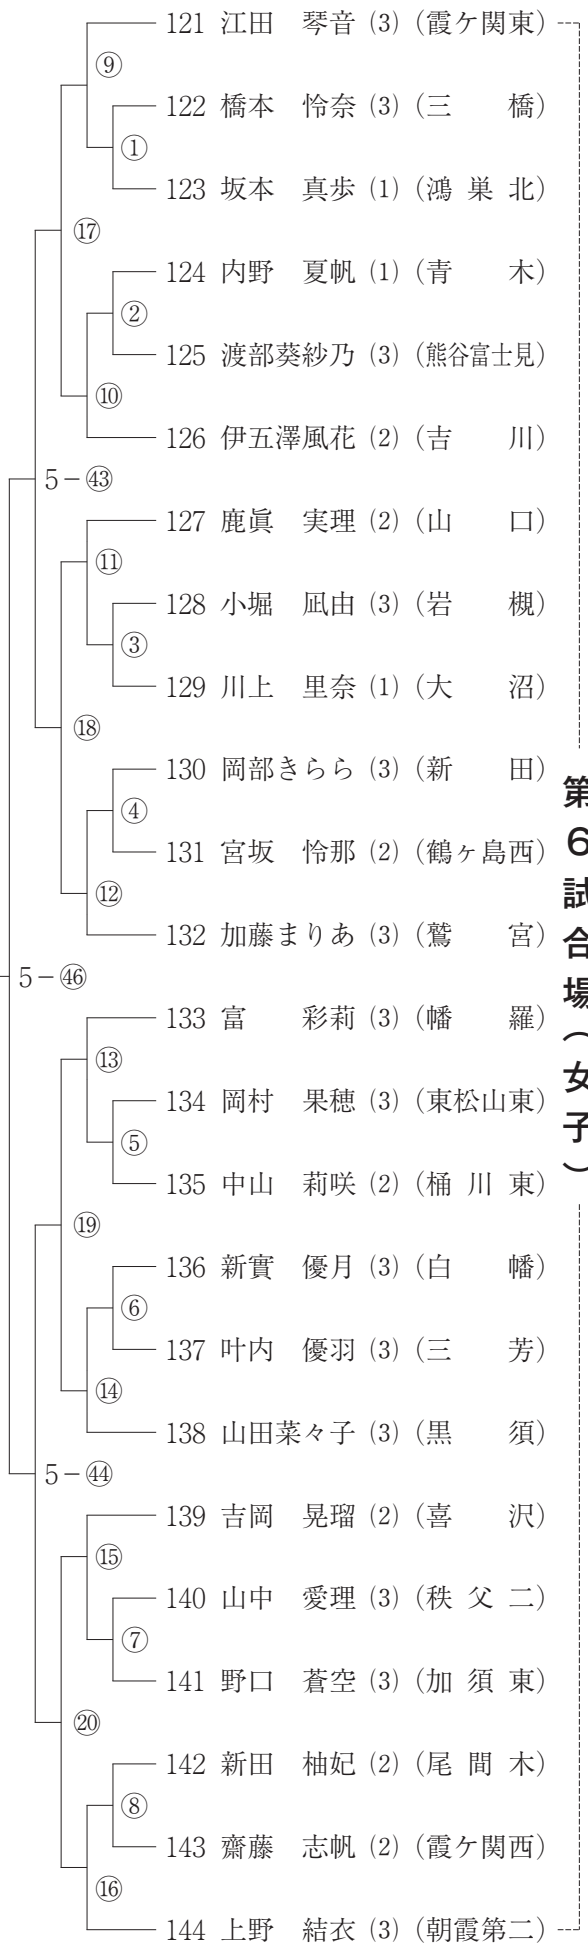 121 江田　琴音 (3) (霞ケ関東)
⑨
122 橋本　怜奈 (3) (三　　橋)
①
123 坂本　真歩 (1) (鴻 巣 北)
⑰
124 内野　夏帆 (1) (青　　木)
②
125 渡部葵紗乃 (3) (熊谷富士見)
⑩
126 伊五澤風花 (2) (吉　　川)
5－㊸
127 鹿眞　実理 (2) (山　　口)
⑪
128 小堀　凪由 (3) (岩　　槻)
③
129 川上　里奈 (1) (大　　沼)
⑱
130 岡部きらら (3) (新　　田)
④
131 宮坂　怜那 (2) (鶴ヶ島西)
⑫
132 加藤まりあ (3) (鷲　　宮)
5－㊻
133 富　　彩莉 (3) (幡　　羅)
⑬
134 岡村　果穂 (3) (東松山東)
⑤
135 中山　莉咲 (2) (桶 川 東)
⑲
136 新實　優月 (3) (白　　幡)
⑥
137 叶内　優羽 (3) (三　　芳)
⑭
138 山田菜々子 (3) (黒　　須)
5－㊹
139 吉岡　晃瑠 (2) (喜　　沢)
⑮
140 山中　愛理 (3) (秩 父 二)
⑦
141 野口　蒼空 (3) (加 須 東)
⑳
142 新田　柚妃 (2) (尾 間 木)
⑧
143 齋藤　志帆 (2) (霞ケ関西)
⑯
144 上野　結衣 (3) (朝霞第二)
第６試合場（女子）